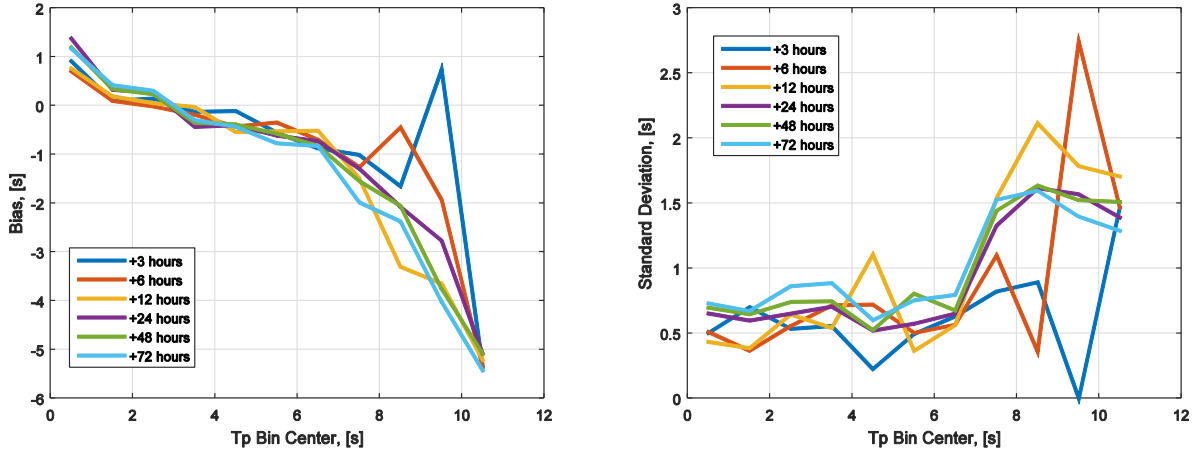 2
1
0
-1
-2
-3
-4
-5
-6
Bias, [s]
+3 hours
+6 hours
+12 hours
+24 hours
+48 hours
+72 hours
0 2 4 6 8 10 12
Tp Bin Center, [s]
3
2.5
2
1.5
1
0.5
0
Standard Deviation, [s]
+3 hours
+6 hours
+12 hours
+24 hours
+48 hours
+72 hours
0 2 4 6 8 10 12
Tp Bin Center, [s]